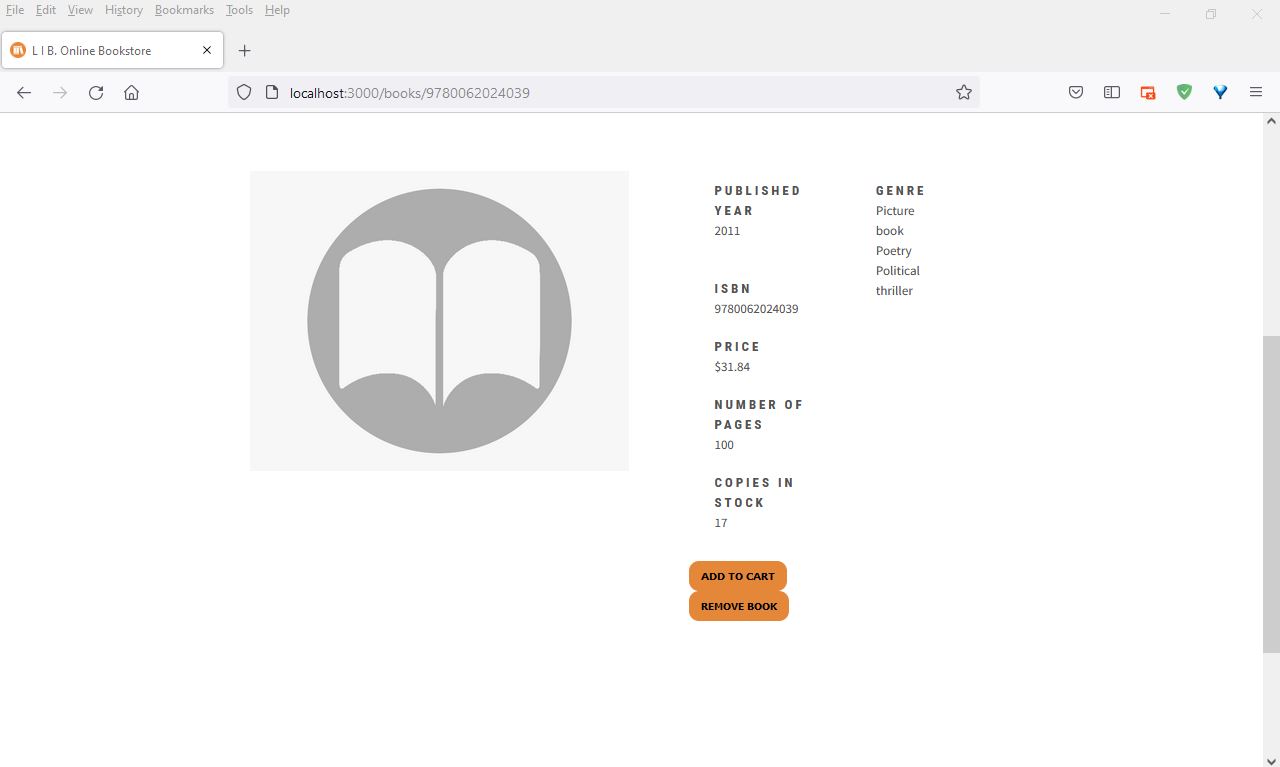 File Edit View History Bookmarks Tools Help
L I B. Online Bookstore
localhost:3000/books/9780062024039
PUBLISHED
YEAR
2011
ISBN
9780062024039
PRICE
$31.84
NUMBER OF
PAGES
100
COPIES IN
STOCK
17
GENRE
Picture
book
Poetry
Political
thriller
ADD TO CART
REMOVE BOOK